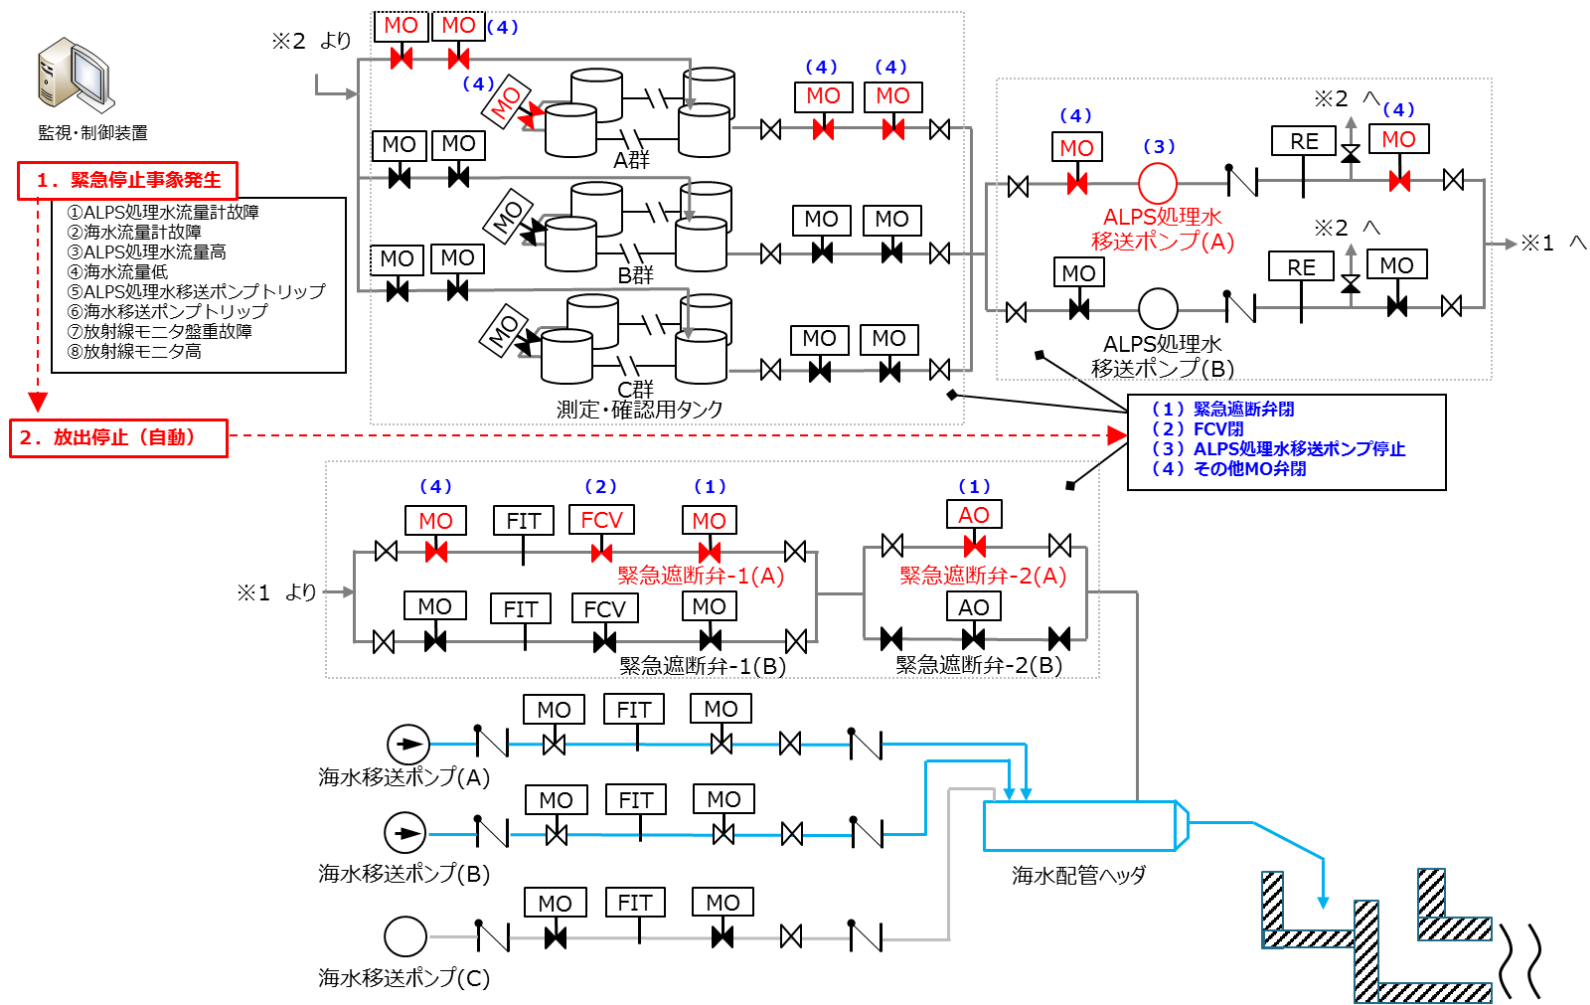 ※2 より
MO
MO
(4)
(4)
MO
A群
(4)
(4)
MO
MO
監視・制御装置
MO
MO
MO
B群
MO
MO
MO
MO
MO
C群
MO
MO
測定・確認用タンク
1. 緊急停止事象発生
①ALPS処理水流量計故障
②海水流量計故障
③ALPS処理水流量高
④海水流量低
⑤ALPS処理水移送ポンプトリップ
⑥海水移送ポンプトリップ
⑦放射線モニタ盤重故障
⑧放射線モニタ高
2. 放出停止（自動）
(4)
MO
(3)
ALPS処理水
移送ポンプ(A)
RE
※2 へ
(4)
MO
MO
ALPS処理水
移送ポンプ(B)
RE
※2 へ
MO
※1 へ
（1）緊急遮断弁閉
（2）FCV閉
（3）ALPS処理水移送ポンプ停止
（4）その他MO弁閉
※1 より
(4)
(2)
(1)
(1)
MO
FIT
FCV
MO
AO
緊急遮断弁-1(A)
緊急遮断弁-2(A)
MO
FIT
FCV
MO
AO
緊急遮断弁-1(B)
緊急遮断弁-2(B)
MO
FIT
MO
海水移送ポンプ(A)
MO
FIT
MO
海水移送ポンプ(B)
MO
FIT
MO
海水移送ポンプ(C)
海水配管ヘッダ